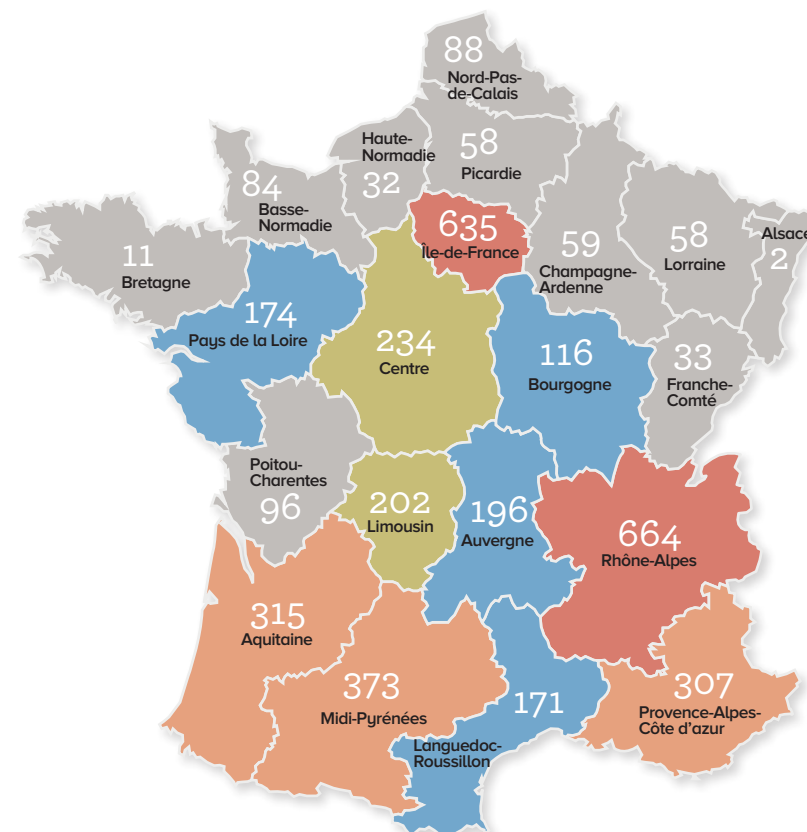 88
Nord-Pas-
de-Calais
Haute-
Normadie
32
58
Picardie
84
Basse-
Normadie
635
Île-de-France
59
Champagne-
Ardenne
58
Lorraine
Alsace
2
11
Bretagne
174
Pays de la Loire
234
Centre
116
Bourgogne
33
Franche-
Comté
Poitou-
Charentes
96
202
Limousin
196
Auvergne
664
Rhône-Alpes
315
Aquitaine
373
Midi-Pyrénées
171
Languedoc-
Roussillon
307
Provence-Alpes-
Côte d'azur